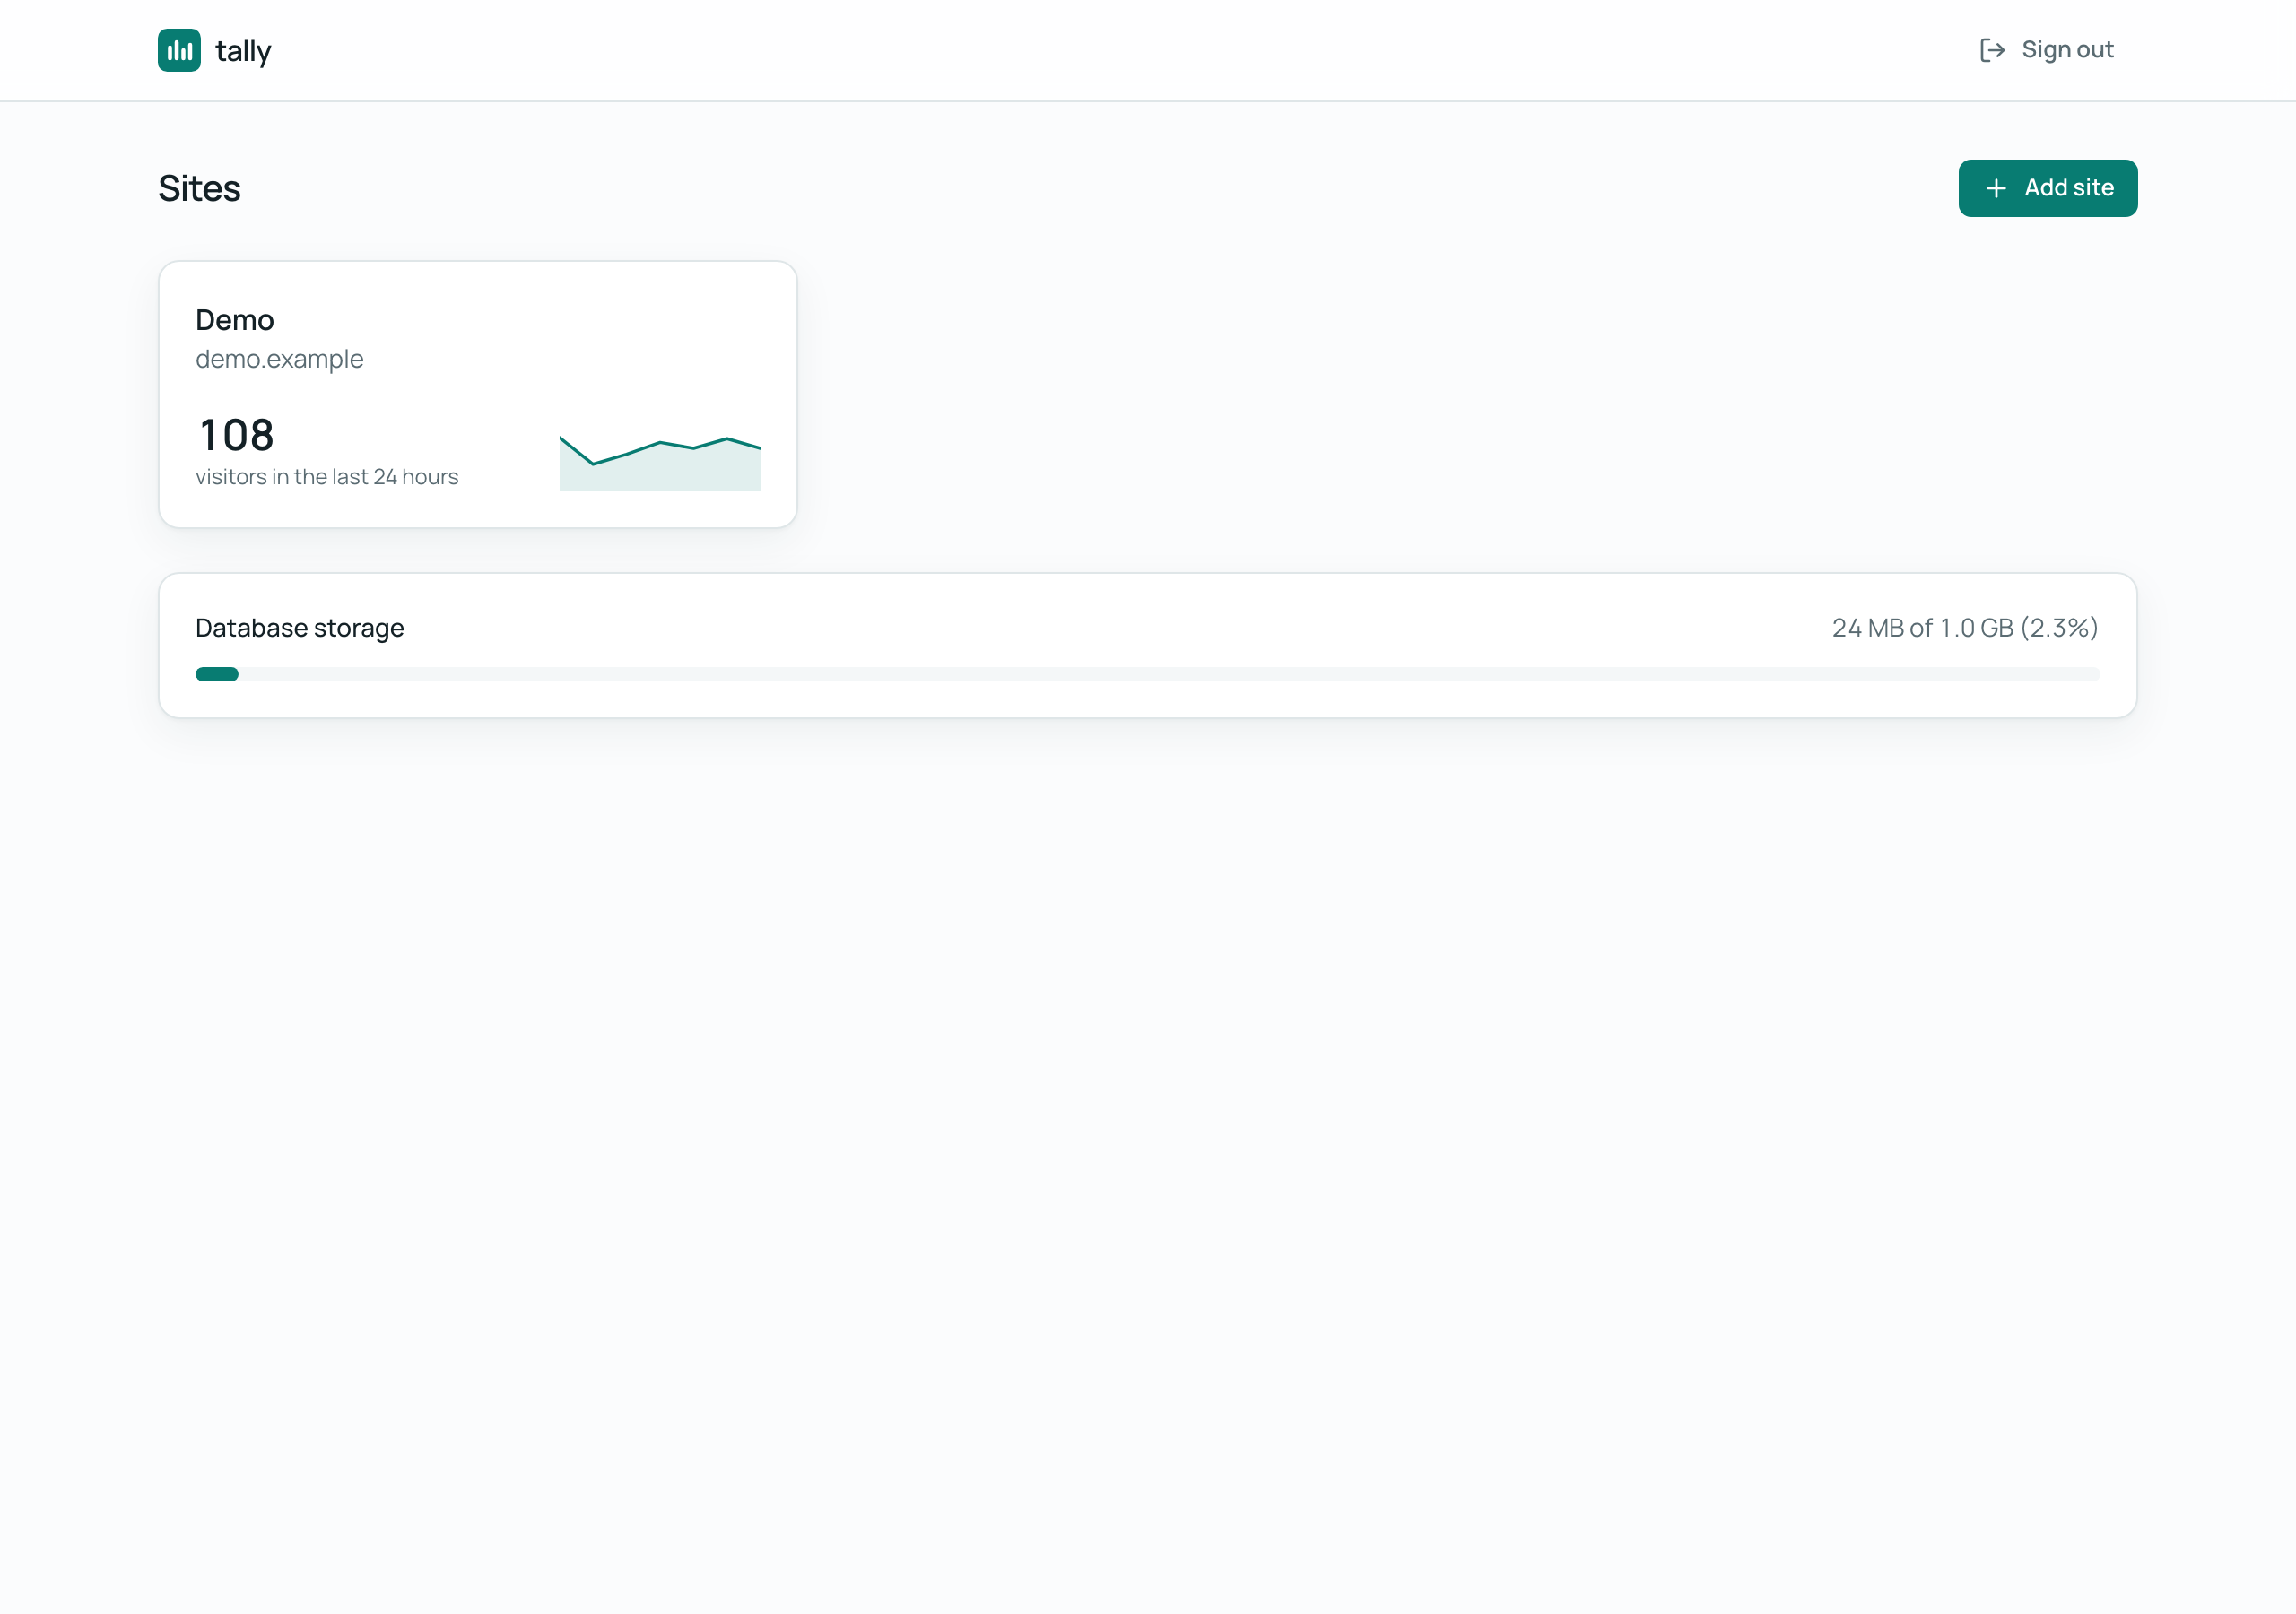 tally
Sign out
Sites
Add site
Demo
demo.example
108
visitors in the last 24 hours
Database storage
24 MB of 1.0 GB (2.3%)